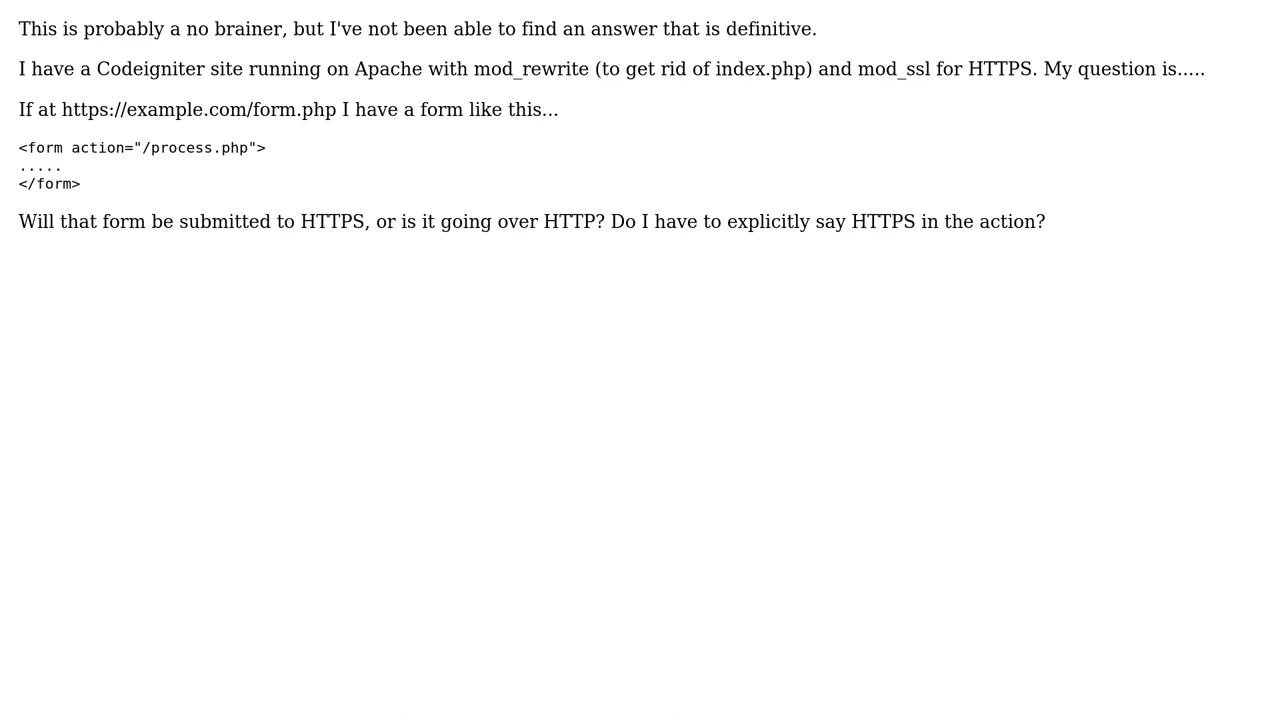 This is probably a no brainer, but I've not been able to find an answer that is definitive.
I have a Codeigniter site running on Apache with mod_rewrite (to get rid of index.php) and mod_ssl for HTTPS. My question is.....
If at https://example.com/form.php I have a form like this...
<form action="/process.php">
.....
</form>
Will that form be submitted to HTTPS, or is it going over HTTP? Do I have to explicitly say HTTPS in the action?